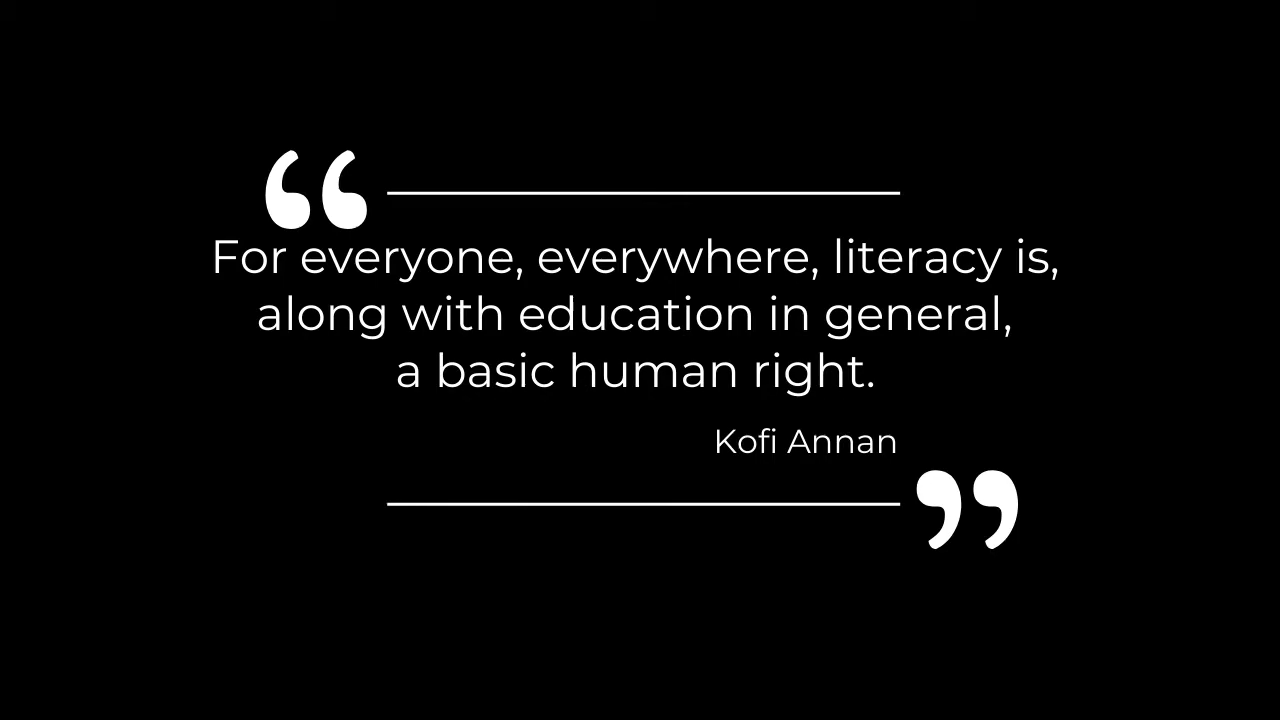 “
For everyone, everywhere, literacy is,
along with education in general,
a basic human right.
Kofi Annan
”